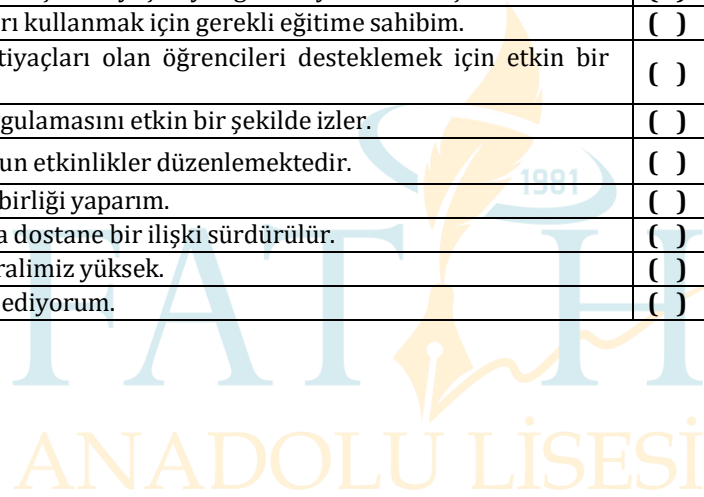 rı kullanmak için gerekli eğitime sahibim. ( )
tiyaçları olan öğrencileri desteklemek için etkin bir ( )
gulamasını etkin bir şekilde izler. ( )
un etkinlikler düzenlemektedir. ( )
birliği yaparım. ( )
a dostane bir ilişki sürdürülür. ( )
ralimiz yüksek. ( )
ediyorum. ( )
1981
FATİH
ANADOLU LİSESİ